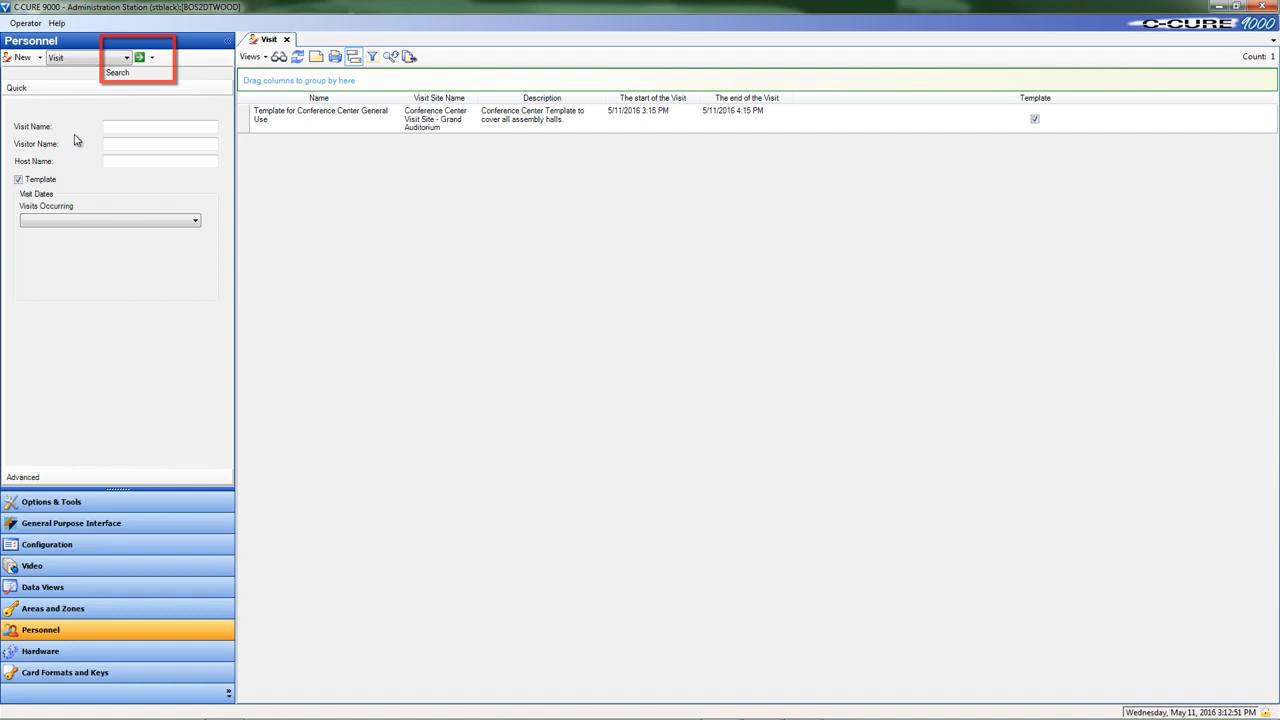 C-CURE 9000 - Administration Station (stblack):[BOS2DTWOOD]
Operator Help
C•CURE 9000
Personnel
Visit
New Visit
Views
Count: 1
Search
Drag columns to group by here
Quick
Name Visit Site Name Description The start of the Visit The end of the Visit Template
Template for Conference Center General Use
Conference Center Visit Site - Grand Auditorium
Conference Center Template to cover all assembly halls.
5/11/2016 3:15 PM 5/11/2016 4:15 PM
Visit Name:
Visitor Name:
Host Name:
Template
Visit Dates
Visits Occurring
Advanced
Options & Tools
General Purpose Interface
Configuration
Video
Data Views
Areas and Zones
Personnel
Hardware
Card Formats and Keys
Wednesday, May 11, 2016 3:12:51 PM